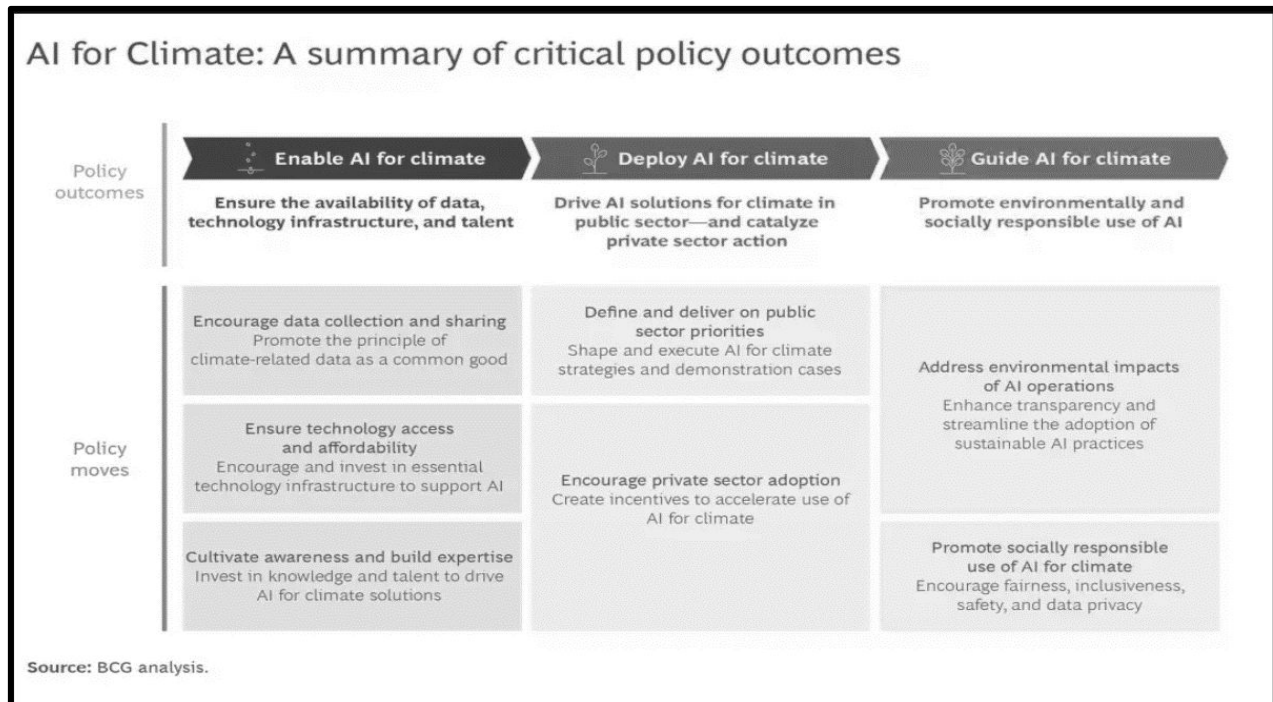 AI for Climate: A summary of critical policy outcomes
Policy
outcomes
Enable AI for climate
Ensure the availability of data,
technology infrastructure, and talent
Deploy AI for climate
Drive AI solutions for climate in
public sector—and catalyze
private sector action
Guide AI for climate
Promote environmentally and
socially responsible use of AI
Policy
moves
Encourage data collection and sharing
Promote the principle of
climate-related data as a common good
Ensure technology access
and affordability
Encourage and invest in essential
technology infrastructure to support AI
Cultivate awareness and build expertise
Invest in knowledge and talent to drive
AI for climate solutions
Define and deliver on public
sector priorities
Shape and execute AI for climate
strategies and demonstration cases
Encourage private sector adoption
Create incentives to accelerate use of
AI for climate
Address environmental impacts
of AI operations
Enhance transparency and
streamline the adoption of
sustainable AI practices
Promote socially responsible
use of AI for climate
Encourage fairness, inclusiveness,
safety, and data privacy
Source: BCG analysis.